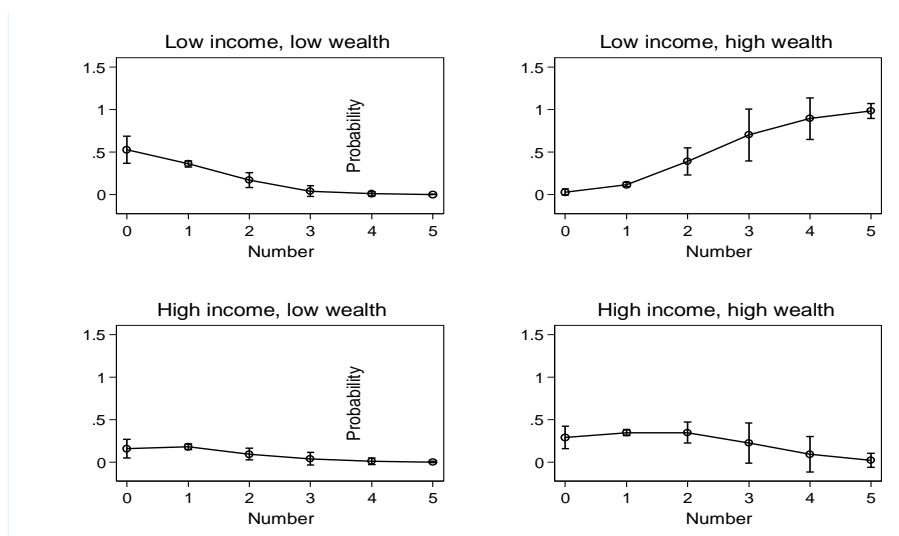 Low income, low wealth
1.5
1
.5
0
Probability
0 1 2 3 4 5
Number
Low income, high wealth
1.5
1
.5
0
0 1 2 3 4 5
Number
High income, low wealth
1.5
1
.5
0
Probability
0 1 2 3 4 5
Number
High income, high wealth
1.5
1
.5
0
0 1 2 3 4 5
Number